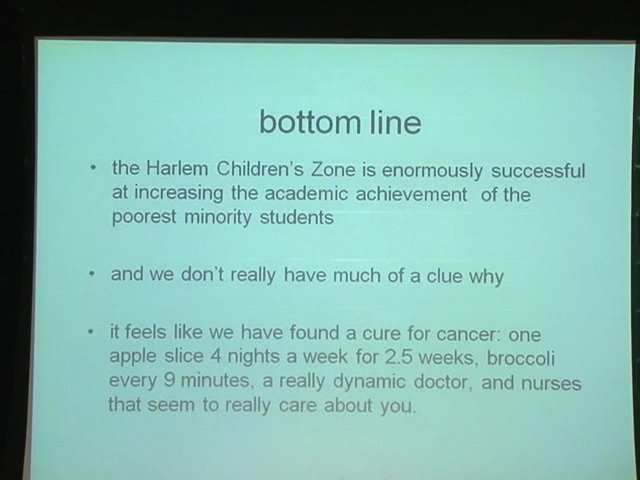 bottom line
• the Harlem Children's Zone is enormously successful
at increasing the academic achievement of the
poorest minority students
• and we don't really have much of a clue why
• it feels like we have found a cure for cancer: one
apple slice 4 nights a week for 2.5 weeks, broccoli
every 9 minutes, a really dynamic doctor, and nurses
that seem to really care about you.